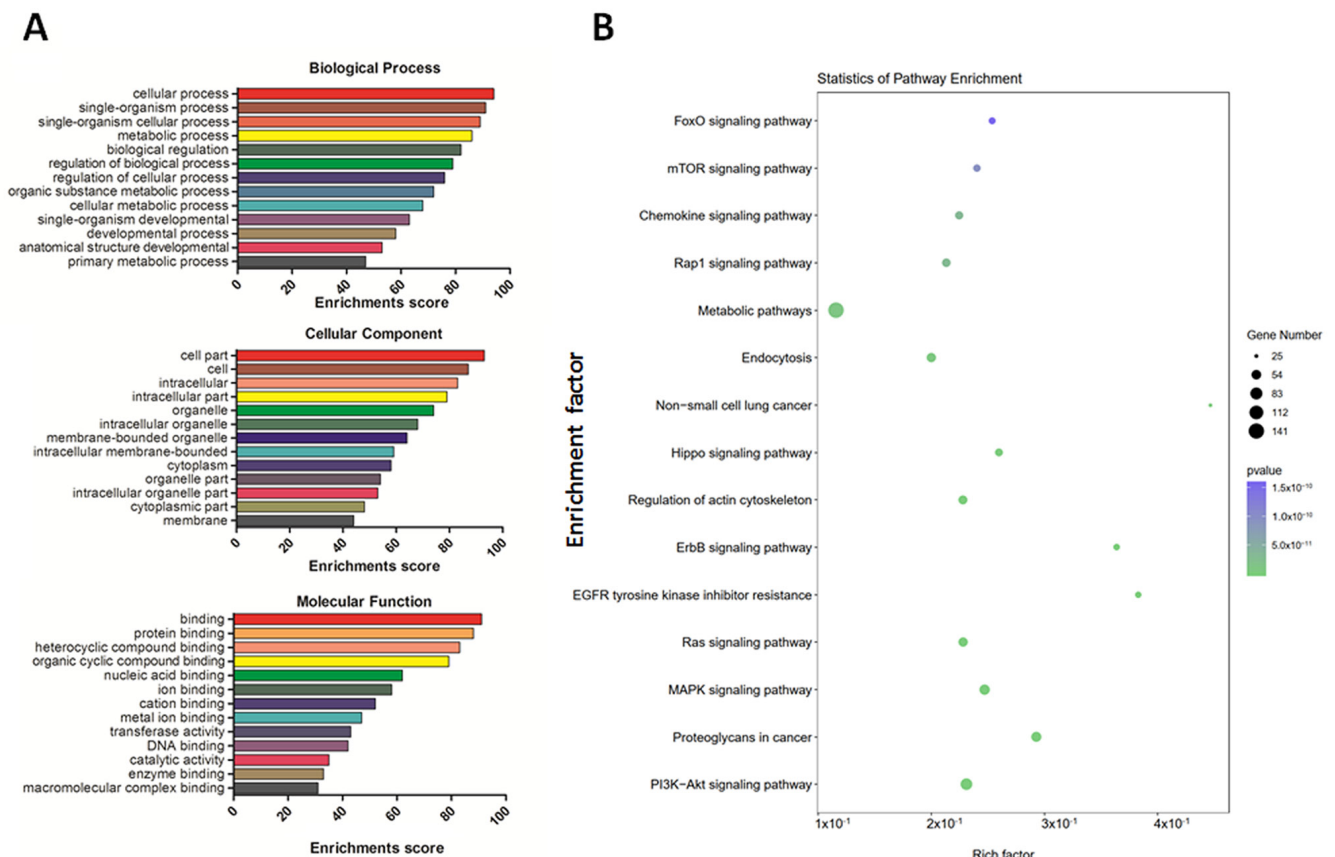 A
Biological Process
cellular process
single-organism process
single-organism cellular process
metabolic process
biological regulation
regulation of biological process
regulation of cellular process
organic substance metabolic process
cellular metabolic process
single-organism developmental
developmental process
anatomical structure developmental
primary metabolic process
0 20 40 60 80 100
Enrichments score
Cellular Component
cell part
cell
intracellular
intracellular part
organelle
intracellular organelle
membrane-bounded organelle
intracellular membrane-bounded
cytoplasm
organelle part
intracellular organelle part
cytoplasmic part
membrane
0 20 40 60 80 100
Enrichments score
Molecular Function
binding
protein binding
heterocyclic compound binding
organic cyclic compound binding
nucleic acid binding
ion binding
cation binding
metal ion binding
transferase activity
DNA binding
catalytic activity
enzyme binding
macromolecular complex binding
0 20 40 60 80 100
Enrichments score
B
Statistics of Pathway Enrichment
Enrichment factor
FoxO signaling pathway
mTOR signaling pathway
Chemokine signaling pathway
Rap1 signaling pathway
Metabolic pathways
Endocytosis
Non−small cell lung cancer
Hippo signaling pathway
Regulation of actin cytoskeleton
ErbB signaling pathway
EGFR tyrosine kinase inhibitor resistance
Ras signaling pathway
MAPK signaling pathway
Proteoglycans in cancer
PI3K−Akt signaling pathway
1x10⁻¹ 2x10⁻¹ 3x10⁻¹ 4x10⁻¹
Rich factor
Gene Number
25
54
83
112
141
pvalue
1.5x10⁻¹⁰
1.0x10⁻¹⁰
5.0x10⁻¹¹